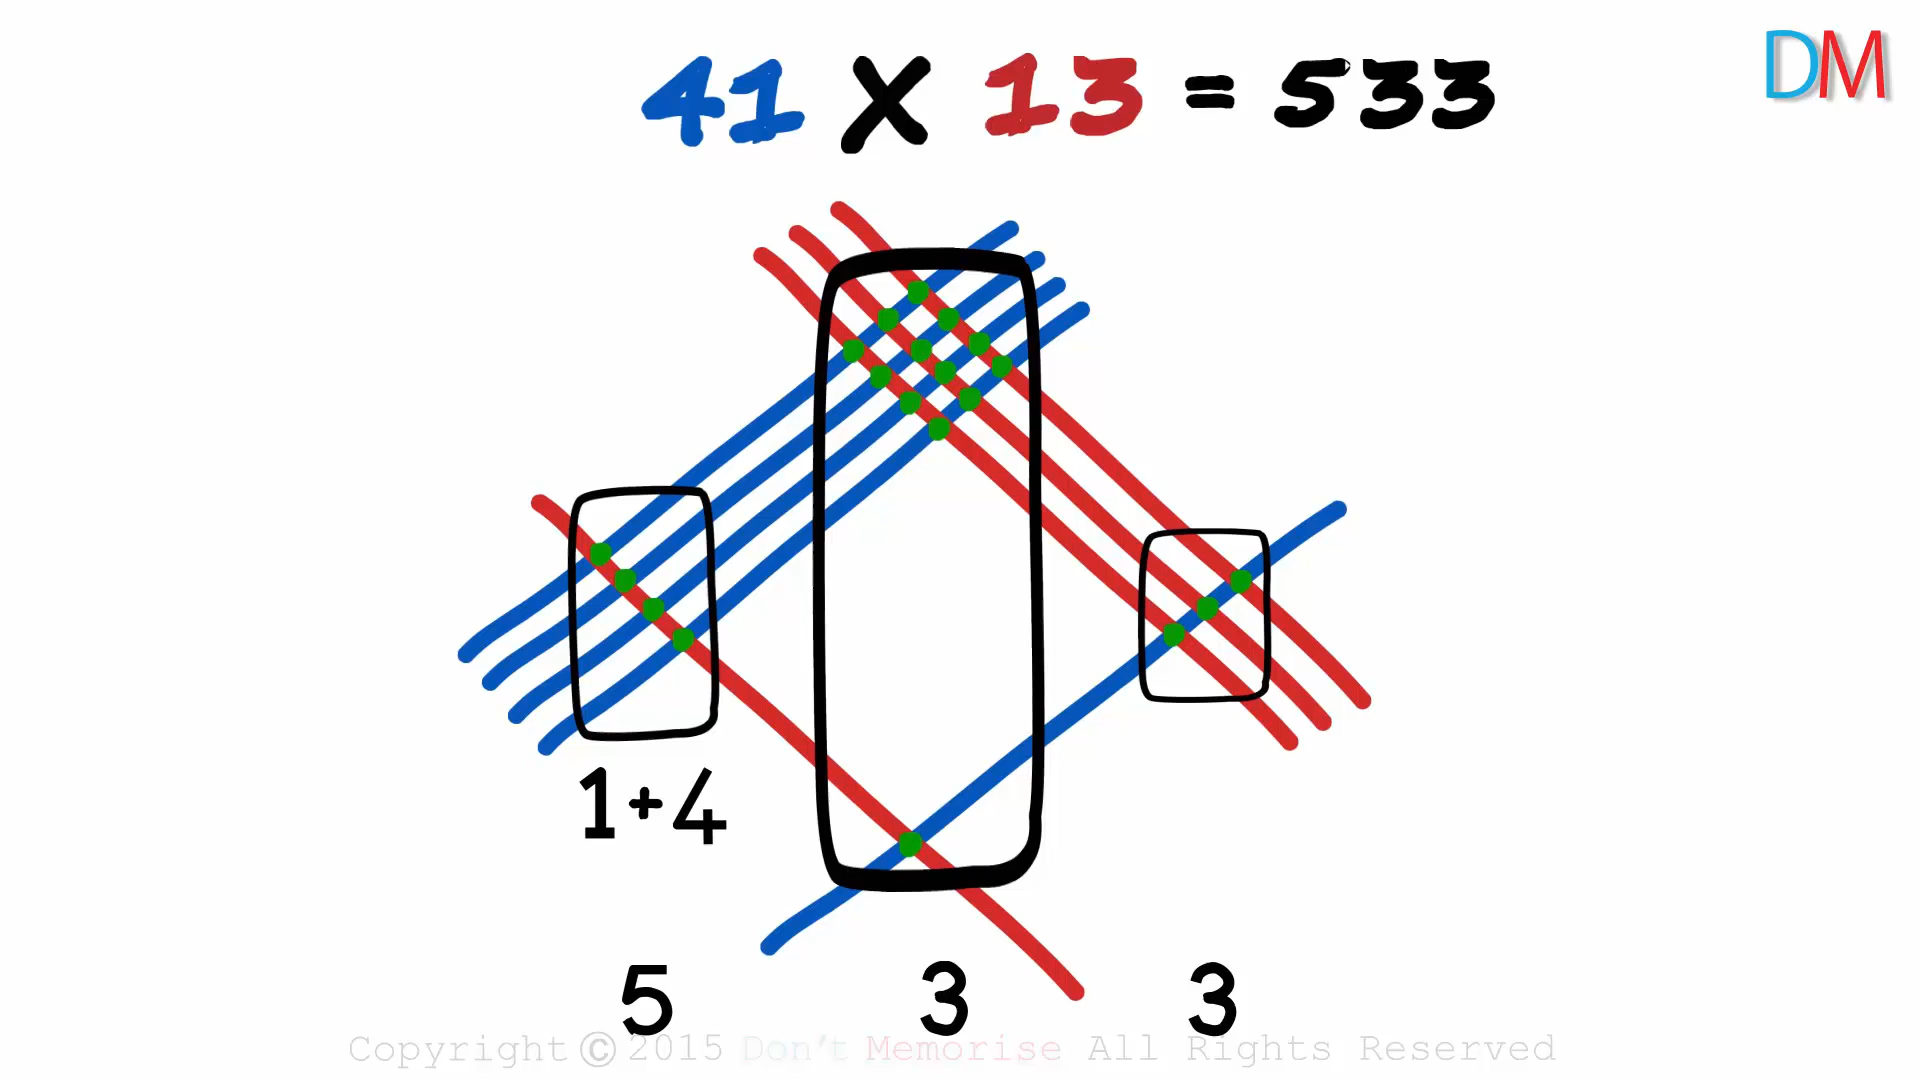 41 X 13 = 533
DM
1+4
5 3 3
Copyright © 2015 Don't Memorise All Rights Reserved